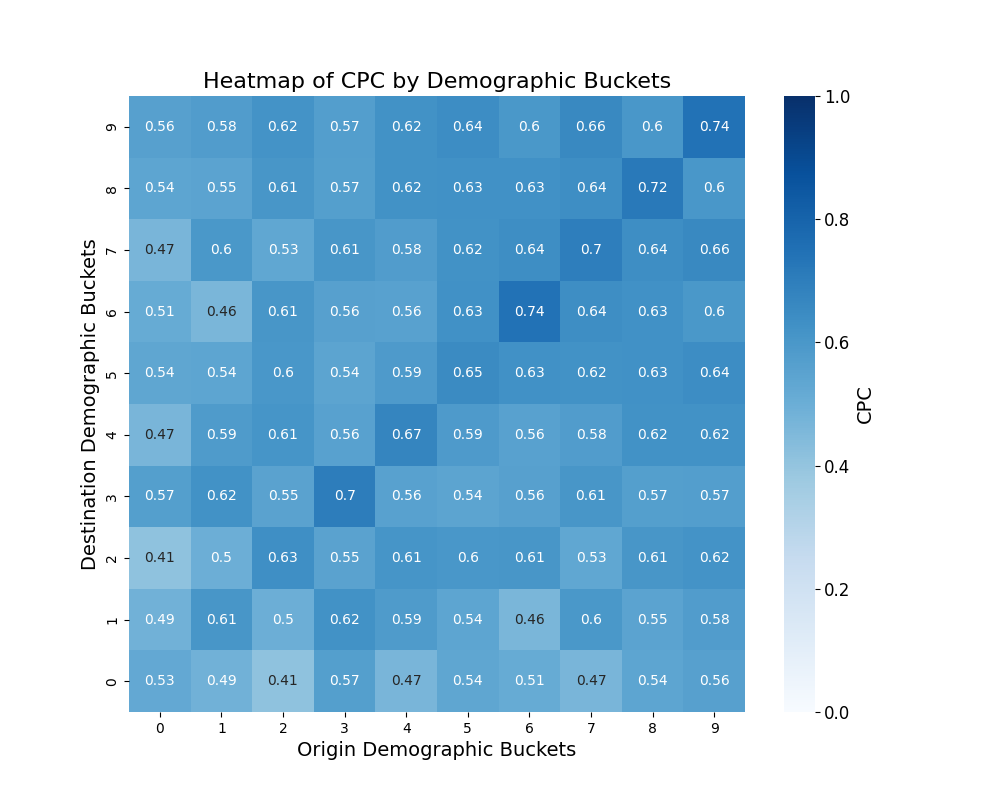 Heatmap of CPC by Demographic Buckets
9 0.56 0.58 0.62 0.57 0.62 0.64 0.6 0.66 0.6 0.74
8 0.54 0.55 0.61 0.57 0.62 0.63 0.63 0.64 0.72 0.6
7 0.47 0.6 0.53 0.61 0.58 0.62 0.64 0.7 0.64 0.66
6 0.51 0.46 0.61 0.56 0.56 0.63 0.74 0.64 0.63 0.6
5 0.54 0.54 0.6 0.54 0.59 0.65 0.63 0.62 0.63 0.64
4 0.47 0.59 0.61 0.56 0.67 0.59 0.56 0.58 0.62 0.62
3 0.57 0.62 0.55 0.7 0.56 0.54 0.56 0.61 0.57 0.57
2 0.41 0.5 0.63 0.55 0.61 0.6 0.61 0.53 0.61 0.62
1 0.49 0.61 0.5 0.62 0.59 0.54 0.46 0.6 0.55 0.58
0 0.53 0.49 0.41 0.57 0.47 0.54 0.51 0.47 0.54 0.56
0 1 2 3 4 5 6 7 8 9
Origin Demographic Buckets
Destination Demographic Buckets
1.0
0.8
0.6
0.4
0.2
0.0
CPC